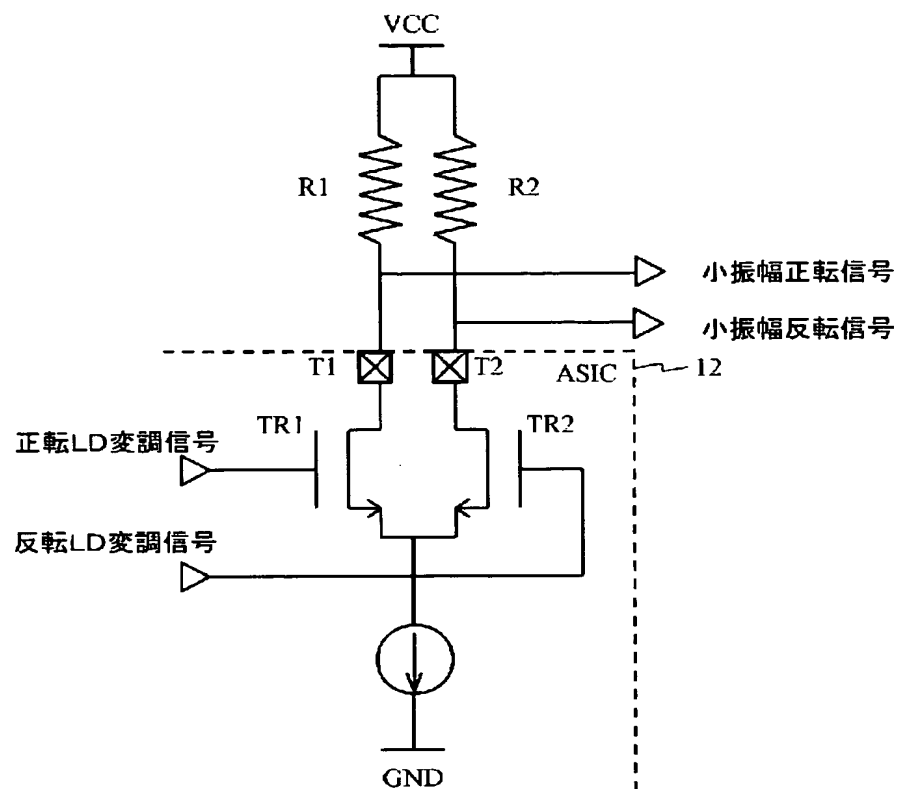 VCC
R1
R2
小振幅正転信号
小振幅反転信号
T1
T2
ASIC
12
TR1
TR2
正転LD変調信号
反転LD変調信号
GND